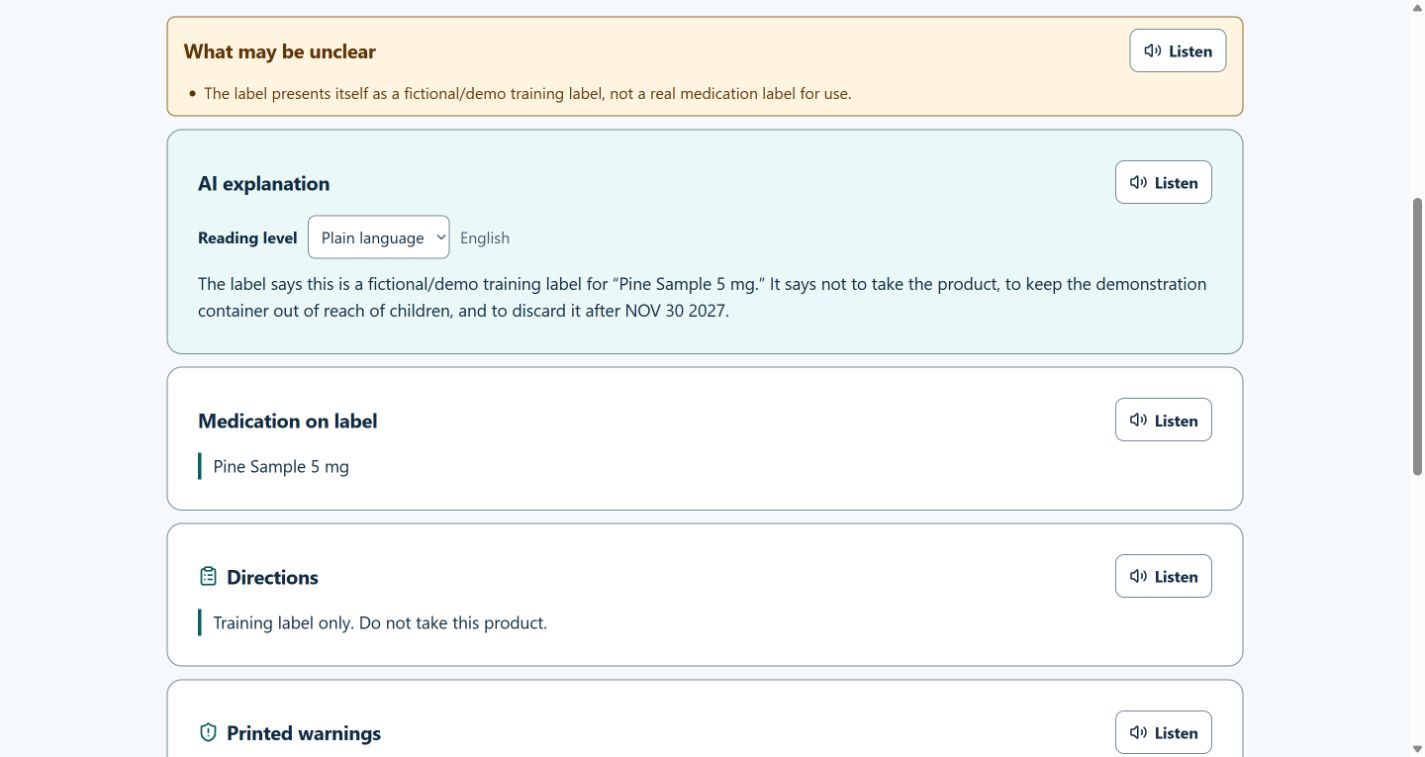 What may be unclear
Listen
• The label presents itself as a fictional/demo training label, not a real medication label for use.
AI explanation
Listen
Reading level
Plain language
English
The label says this is a fictional/demo training label for “Pine Sample 5 mg.” It says not to take the product, to keep the demonstration
container out of reach of children, and to discard it after NOV 30 2027.
Medication on label
Listen
Pine Sample 5 mg
Directions
Listen
Training label only. Do not take this product.
Printed warnings
Listen